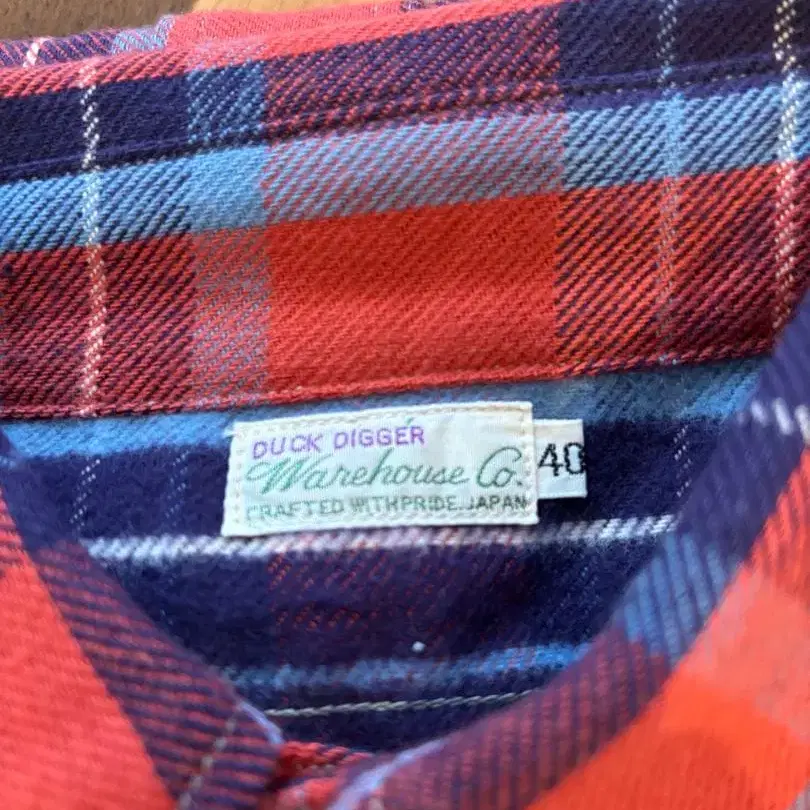 DUCK DIGGER
Warehouse Co.
40
CRAFTED WITH PRIDE.JAPAN